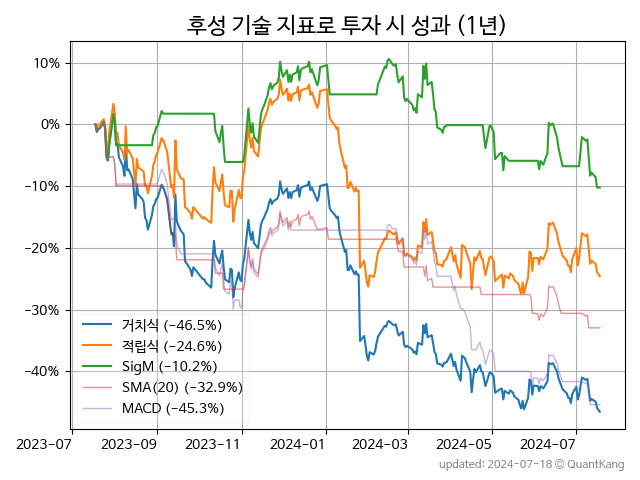 후성 기술 지표로 투자 시 성과 (1년)
10%
0%
−10%
−20%
−30%
−40%
거치식 (−46.5%)
적립식 (−24.6%)
SigM (−10.2%)
SMA(20) (−32.9%)
MACD (−45.3%)
2023-07
2023-09
2023-11
2024-01
2024-03
2024-05
2024-07
updated: 2024-07-18 © QuantKang